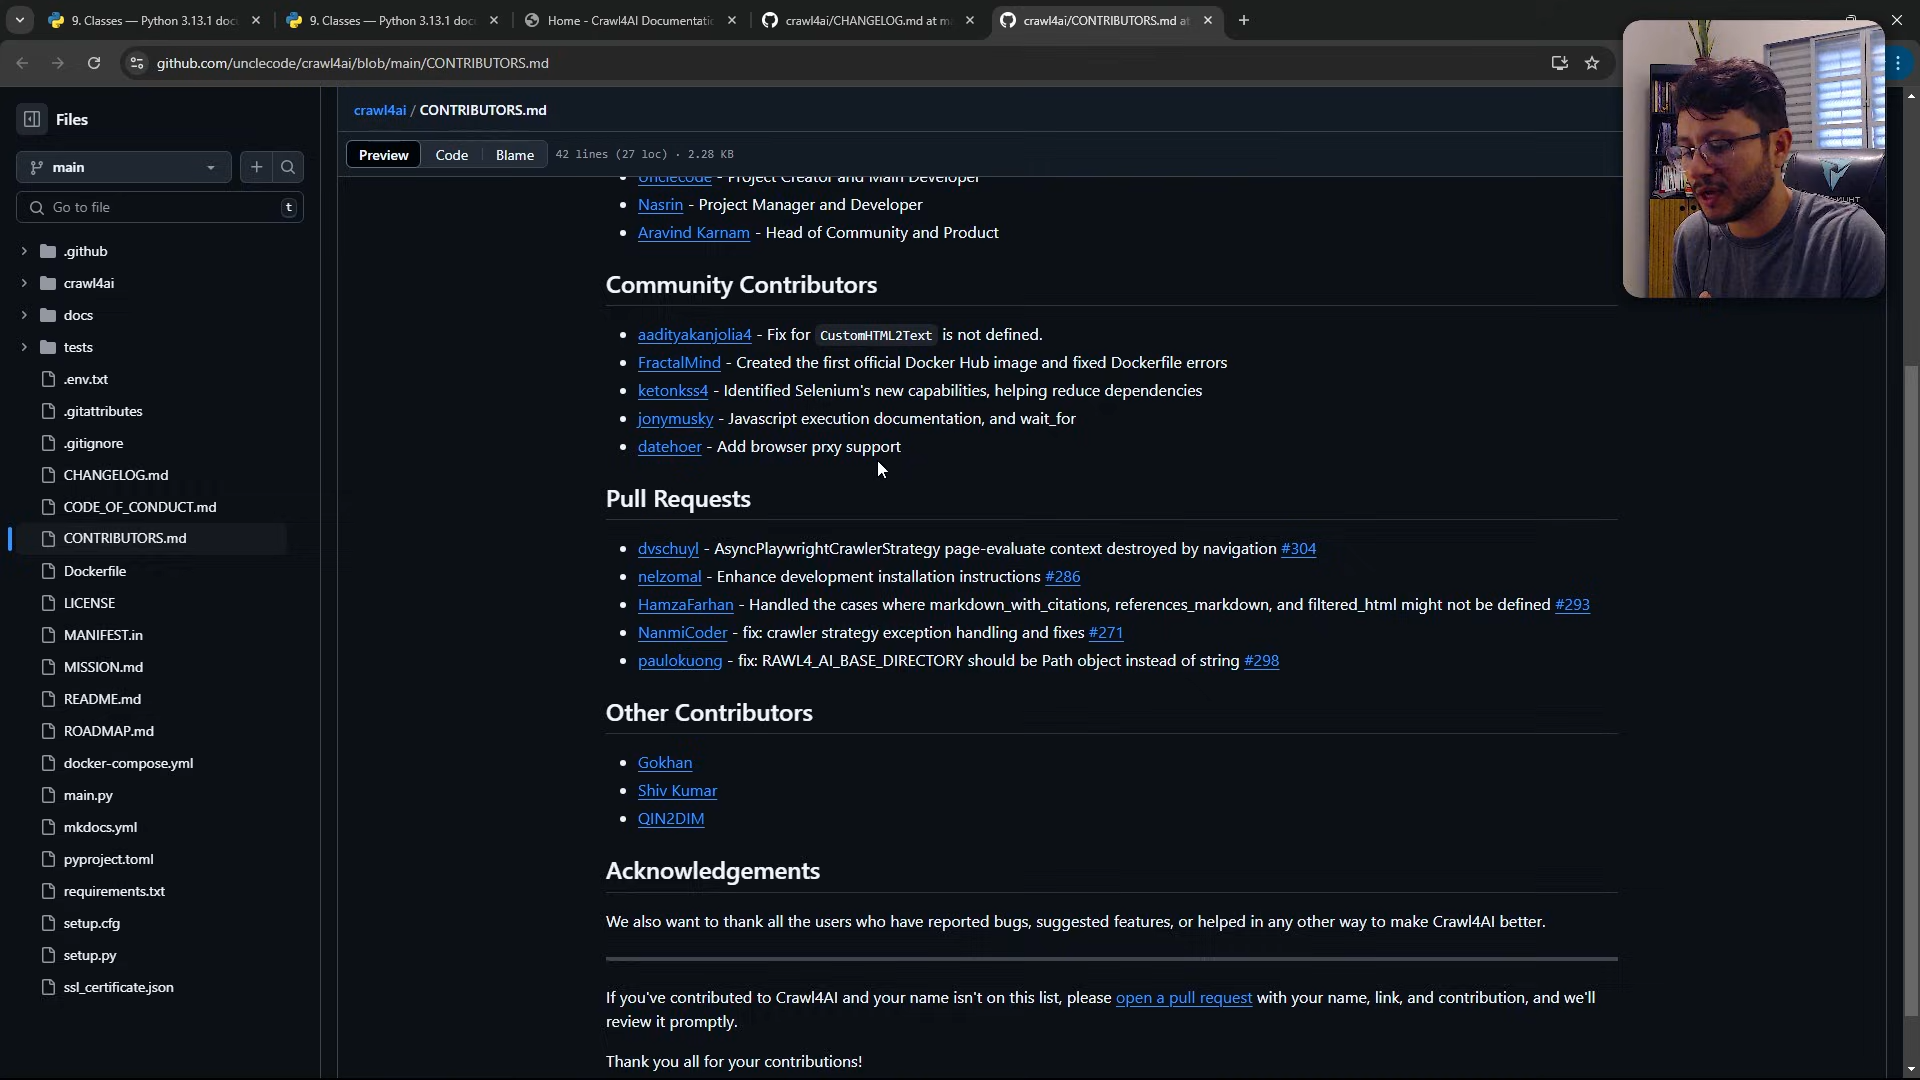 9. Classes — Python 3.13.1 doc
9. Classes — Python 3.13.1 doc
Home - Crawl4AI Documentatic
crawl4ai/CHANGELOG.md at m
crawl4ai/CONTRIBUTORS.md at
github.com/unclecode/crawl4ai/blob/main/CONTRIBUTORS.md
Files
main
Go to file
t
.github
crawl4ai
docs
tests
.env.txt
.gitattributes
.gitignore
CHANGELOG.md
CODE_OF_CONDUCT.md
CONTRIBUTORS.md
Dockerfile
LICENSE
MANIFEST.in
MISSION.md
README.md
ROADMAP.md
docker-compose.yml
main.py
mkdocs.yml
pyproject.toml
requirements.txt
setup.cfg
setup.py
ssl_certificate.json
crawl4ai / CONTRIBUTORS.md
Preview Code Blame 42 lines (27 loc) · 2.28 KB
Unclecode - Project Creator and Main Developer
Nasrin - Project Manager and Developer
Aravind Karnam - Head of Community and Product
Community Contributors
aadityakanjolia4 - Fix for CustomHTML2Text is not defined.
FractalMind - Created the first official Docker Hub image and fixed Dockerfile errors
ketonkss4 - Identified Selenium's new capabilities, helping reduce dependencies
jonymusky - Javascript execution documentation, and wait_for
datehoer - Add browser prxy support
Pull Requests
dvschuyl - AsyncPlaywrightCrawlerStrategy page-evaluate context destroyed by navigation #304
nelzomal - Enhance development installation instructions #286
HamzaFarhan - Handled the cases where markdown_with_citations, references_markdown, and filtered_html might not be defined #293
NanmiCoder - fix: crawler strategy exception handling and fixes #271
paulokuong - fix: RAWL4_AI_BASE_DIRECTORY should be Path object instead of string #298
Other Contributors
Gokhan
Shiv Kumar
QIN2DIM
Acknowledgements
We also want to thank all the users who have reported bugs, suggested features, or helped in any other way to make Crawl4AI better.
If you've contributed to Crawl4AI and your name isn't on this list, please open a pull request with your name, link, and contribution, and we'll
review it promptly.
Thank you all for your contributions!